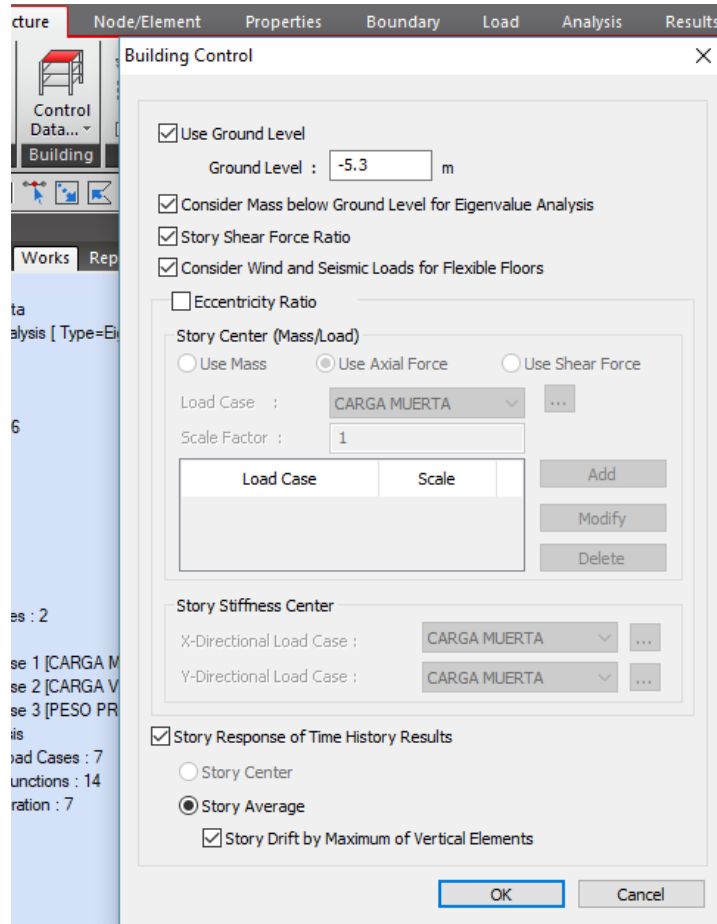 cture Node/Element Properties Boundary Load Analysis Results
Building Control
Control
Data...
Building
Use Ground Level
Ground Level : -5.3 m
Consider Mass below Ground Level for Eigenvalue Analysis
Story Shear Force Ratio
Works Rep
Consider Wind and Seismic Loads for Flexible Floors
Eccentricity Ratio
ta
alysis [ Type=Ei
Story Center (Mass/Load)
Use Mass Use Axial Force Use Shear Force
Load Case : CARGA MUERTA ...
6
Scale Factor : 1
Load Case Scale
Add
Modify
Delete
es : 2
Story Stiffness Center
X-Directional Load Case : CARGA MUERTA ...
se 1 [CARGA M
Y-Directional Load Case : CARGA MUERTA ...
se 2 [CARGA V
se 3 [PESO PR
sis
Story Response of Time History Results
oad Cases : 7
Story Center
unctions : 14
ration : 7
Story Average
Story Drift by Maximum of Vertical Elements
OK Cancel